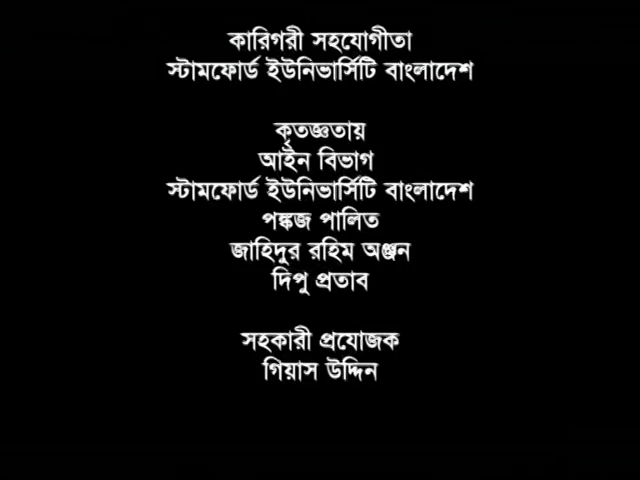 কারিগরী সহযোগীতা
স্টামফোর্ড ইউনিভার্সিটি বাংলাদেশ
কৃতজ্ঞতায়
আইন বিভাগ
স্টামফোর্ড ইউনিভার্সিটি বাংলাদেশ
পঙ্কজ পালিত
জাহিদুর রহিম অঞ্জন
দিপু প্রতাব
সহকারী প্রযোজক
গিয়াস উদ্দিন